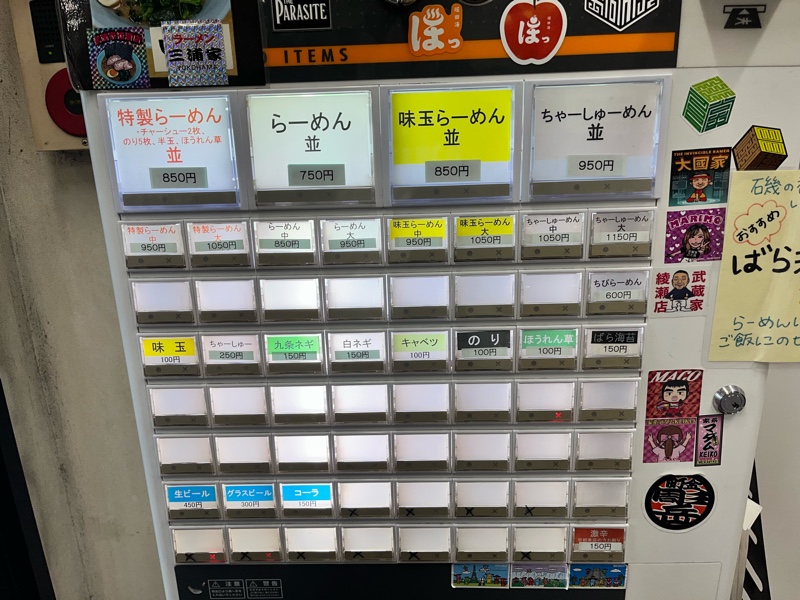 THE
PARASITE
ITEMS
ほっ
ほっ
ラーメン
三浦家
YOKOHAMA
特製らーめん
・チャーシュー2枚、
のり5枚、半玉、ほうれん草
並
850円
らーめん
並
750円
味玉らーめん
並
850円
ちゃーしゅーめん
並
950円
特製らーめん
中
950円
特製らーめん
大
1050円
らーめん
中
850円
らーめん
大
950円
味玉らーめん
中
950円
味玉らーめん
大
1050円
ちゃーしゅーめん
中
1050円
ちゃーしゅーめん
大
1150円
ちびらーめん
600円
味玉
100円
ちゃーしゅー
250円
九条ネギ
150円
白ネギ
150円
キャベツ
100円
のり
100円
ほうれん草
100円
ばら海苔
150円
生ビール
450円
グラスビール
300円
コーラ
150円
激辛
150円
注意
警告
THE INVINCIBLE RAMEN
大國家
MARIMO
武蔵家
綾瀬店
MACO
マダム
KEIKO
おすすめ
ばら